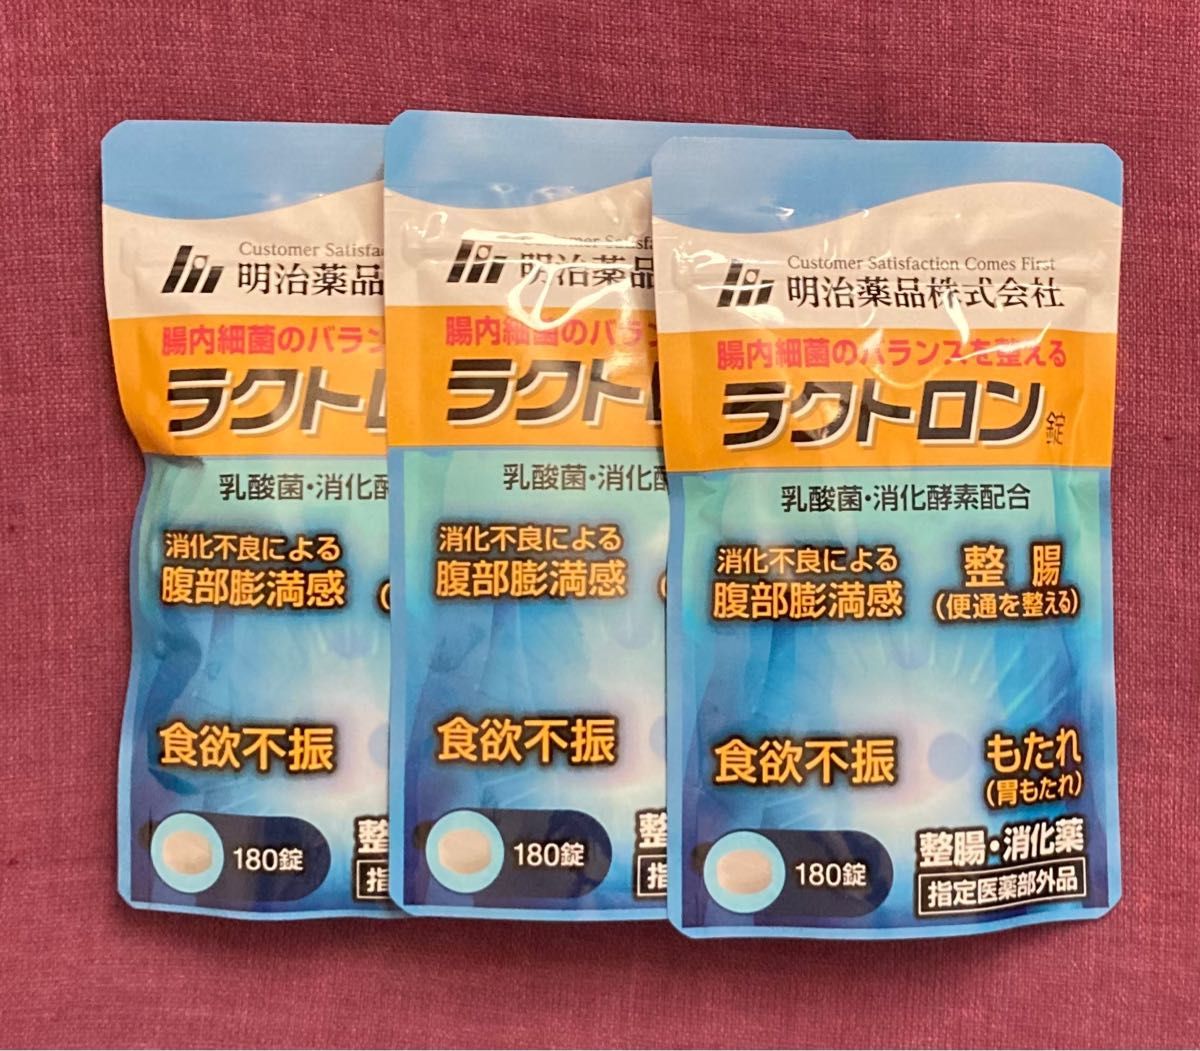 Customer Satisfa
明治薬品
腸内細菌のバラン
ラクト
乳酸菌・消化
消化不良による
腹部膨満感
食欲不振
180錠
整
指
Customer Satisfa
明治薬品
腸内細菌のバラン
ラクト
乳酸菌・消化
消化不良による
腹部膨満感
食欲不振
180錠
整
指
Customer Satisfaction Comes First
明治薬品株式会社
腸内細菌のバランスを整える
ラクトロン錠
乳酸菌・消化酵素配合
消化不良による
腹部膨満感
整腸
(便通を整える)
食欲不振
もたれ
(胃もたれ)
180錠
整腸・消化薬
指定医薬部外品